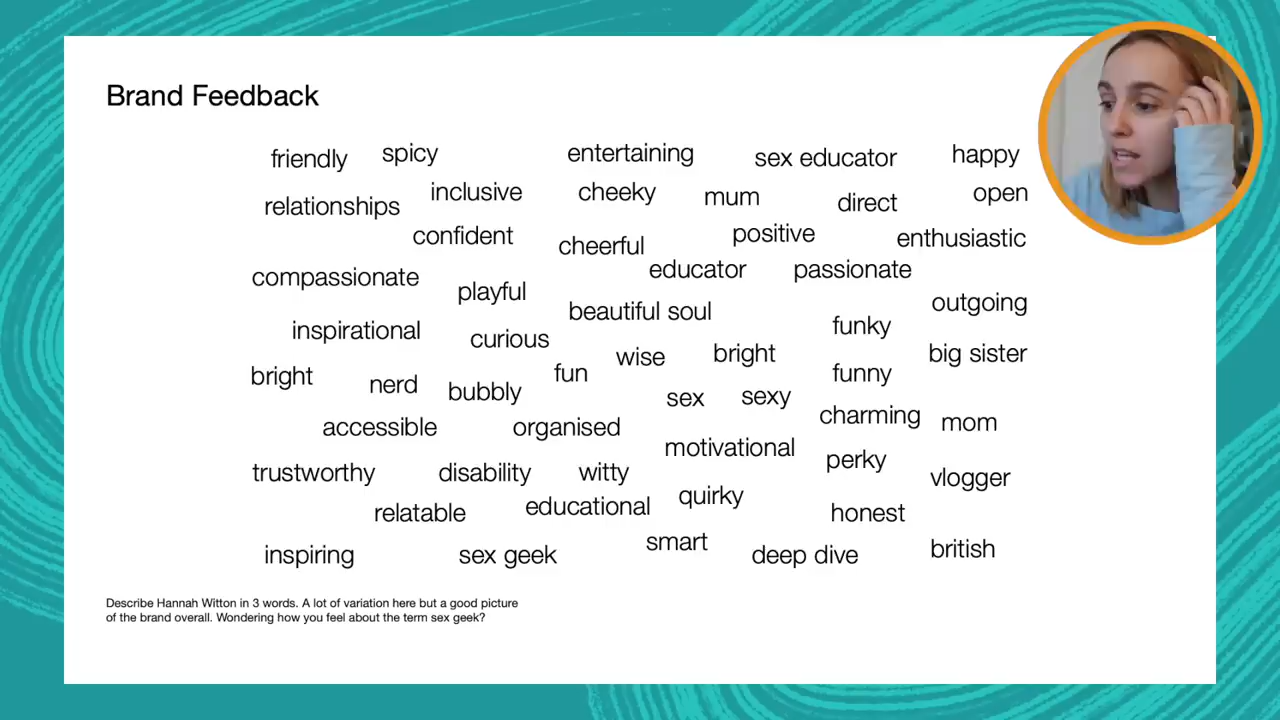 Brand Feedback
friendly spicy entertaining sex educator happy
relationships inclusive cheeky mum direct open
confident cheerful positive enthusiastic
compassionate playful educator passionate
inspirational curious beautiful soul funky outgoing
bright nerd bubbly fun wise bright funny big sister
accessible organised sex sexy charming mom
trustworthy disability witty motivational perky vlogger
relatable educational quirky honest
inspiring sex geek smart deep dive british
Describe Hannah Witton in 3 words. A lot of variation here but a good picture
of the brand overall. Wondering how you feel about the term sex geek?